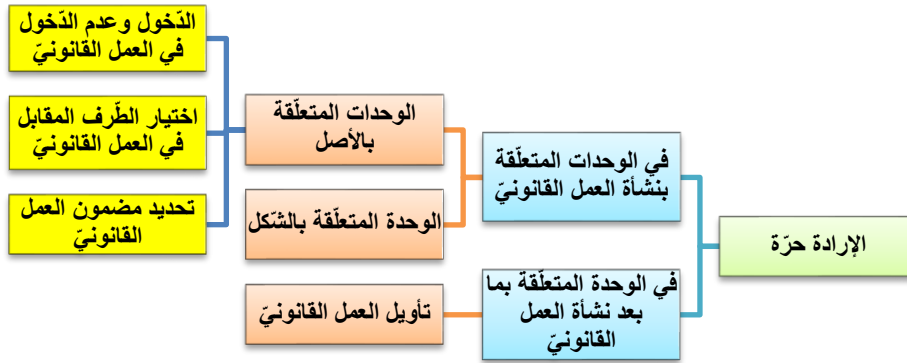 الإرادة حرّة
في الوحدات المتعلّقة
بنشأة العمل القانونيّ
الوحدات المتعلّقة
بالأصل
الدّخول وعدم الدّخول
في العمل القانونيّ
اختيار الطّرف المقابل
في العمل القانونيّ
تحديد مضمون العمل
القانونيّ
الوحدة المتعلّقة بالشّكل
في الوحدة المتعلّقة بما
بعد نشأة العمل
القانونيّ
تأويل العمل القانونيّ